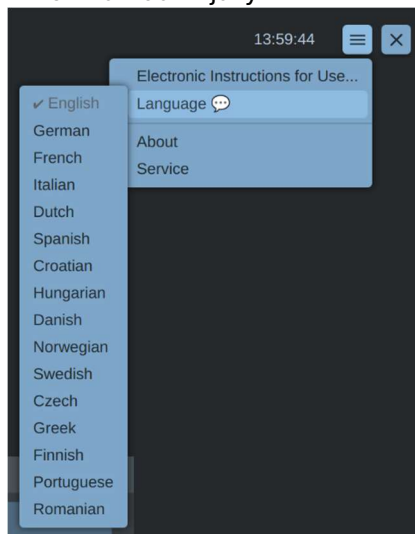 13:59:44
Electronic Instructions for Use...
Language 💬
About
Service
✔ English
German
French
Italian
Dutch
Spanish
Croatian
Hungarian
Danish
Norwegian
Swedish
Czech
Greek
Finnish
Portuguese
Romanian